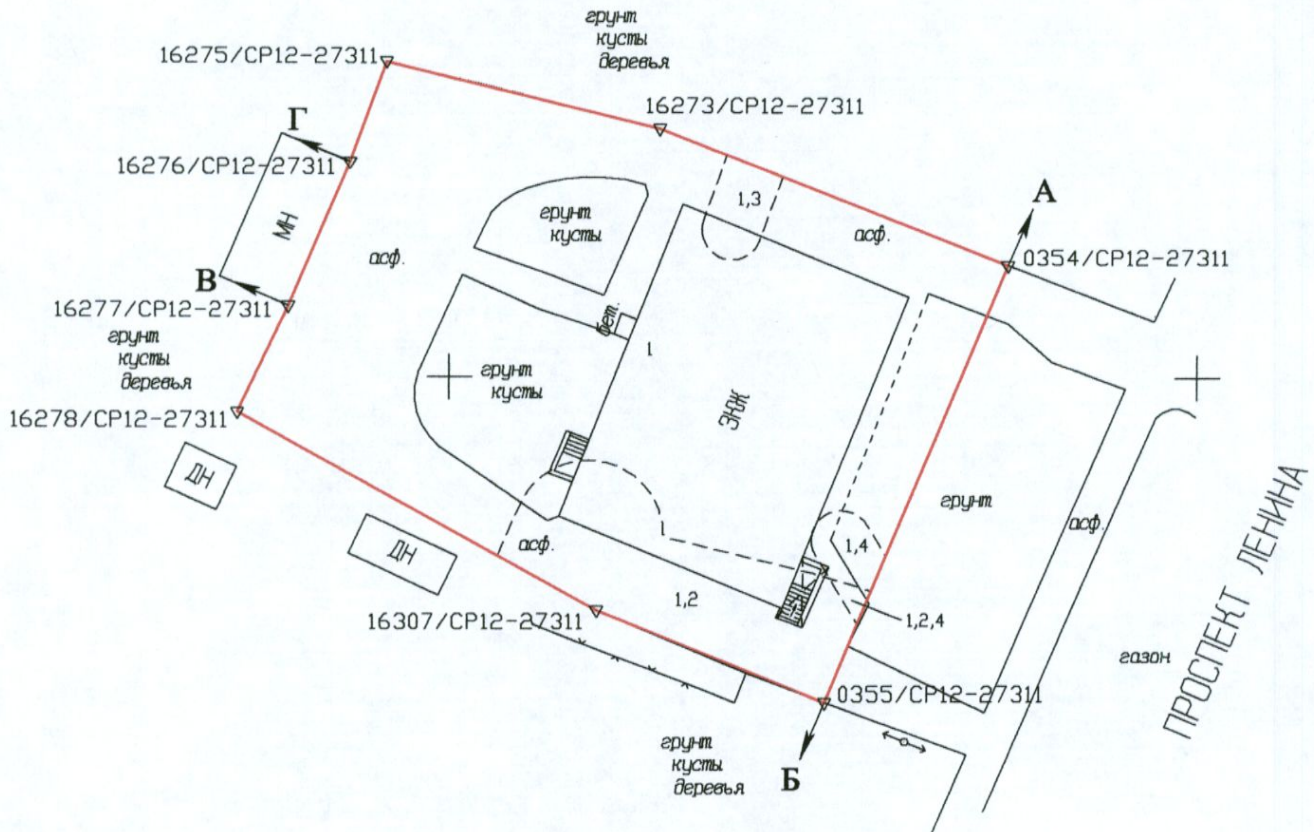 грунт
кусты
деревья
16275/СР12-27311
16273/СР12-27311
Г
16276/СР12-27311
МН
асф.
грунт
кусты
1,3
асф.
А
0354/СР12-27311
В
16277/СР12-27311
грунт
кусты
деревья
бет.
1
грунт
кусты
ЭКЖ
16278/СР12-27311
ДН
ДН
асф.
грунт
асф.
1,4
1,2
1,2,4
16307/СР12-27311
газон
ПРОСПЕКТ ЛЕНИНА
0355/СР12-27311
грунт
кусты
деревья
Б